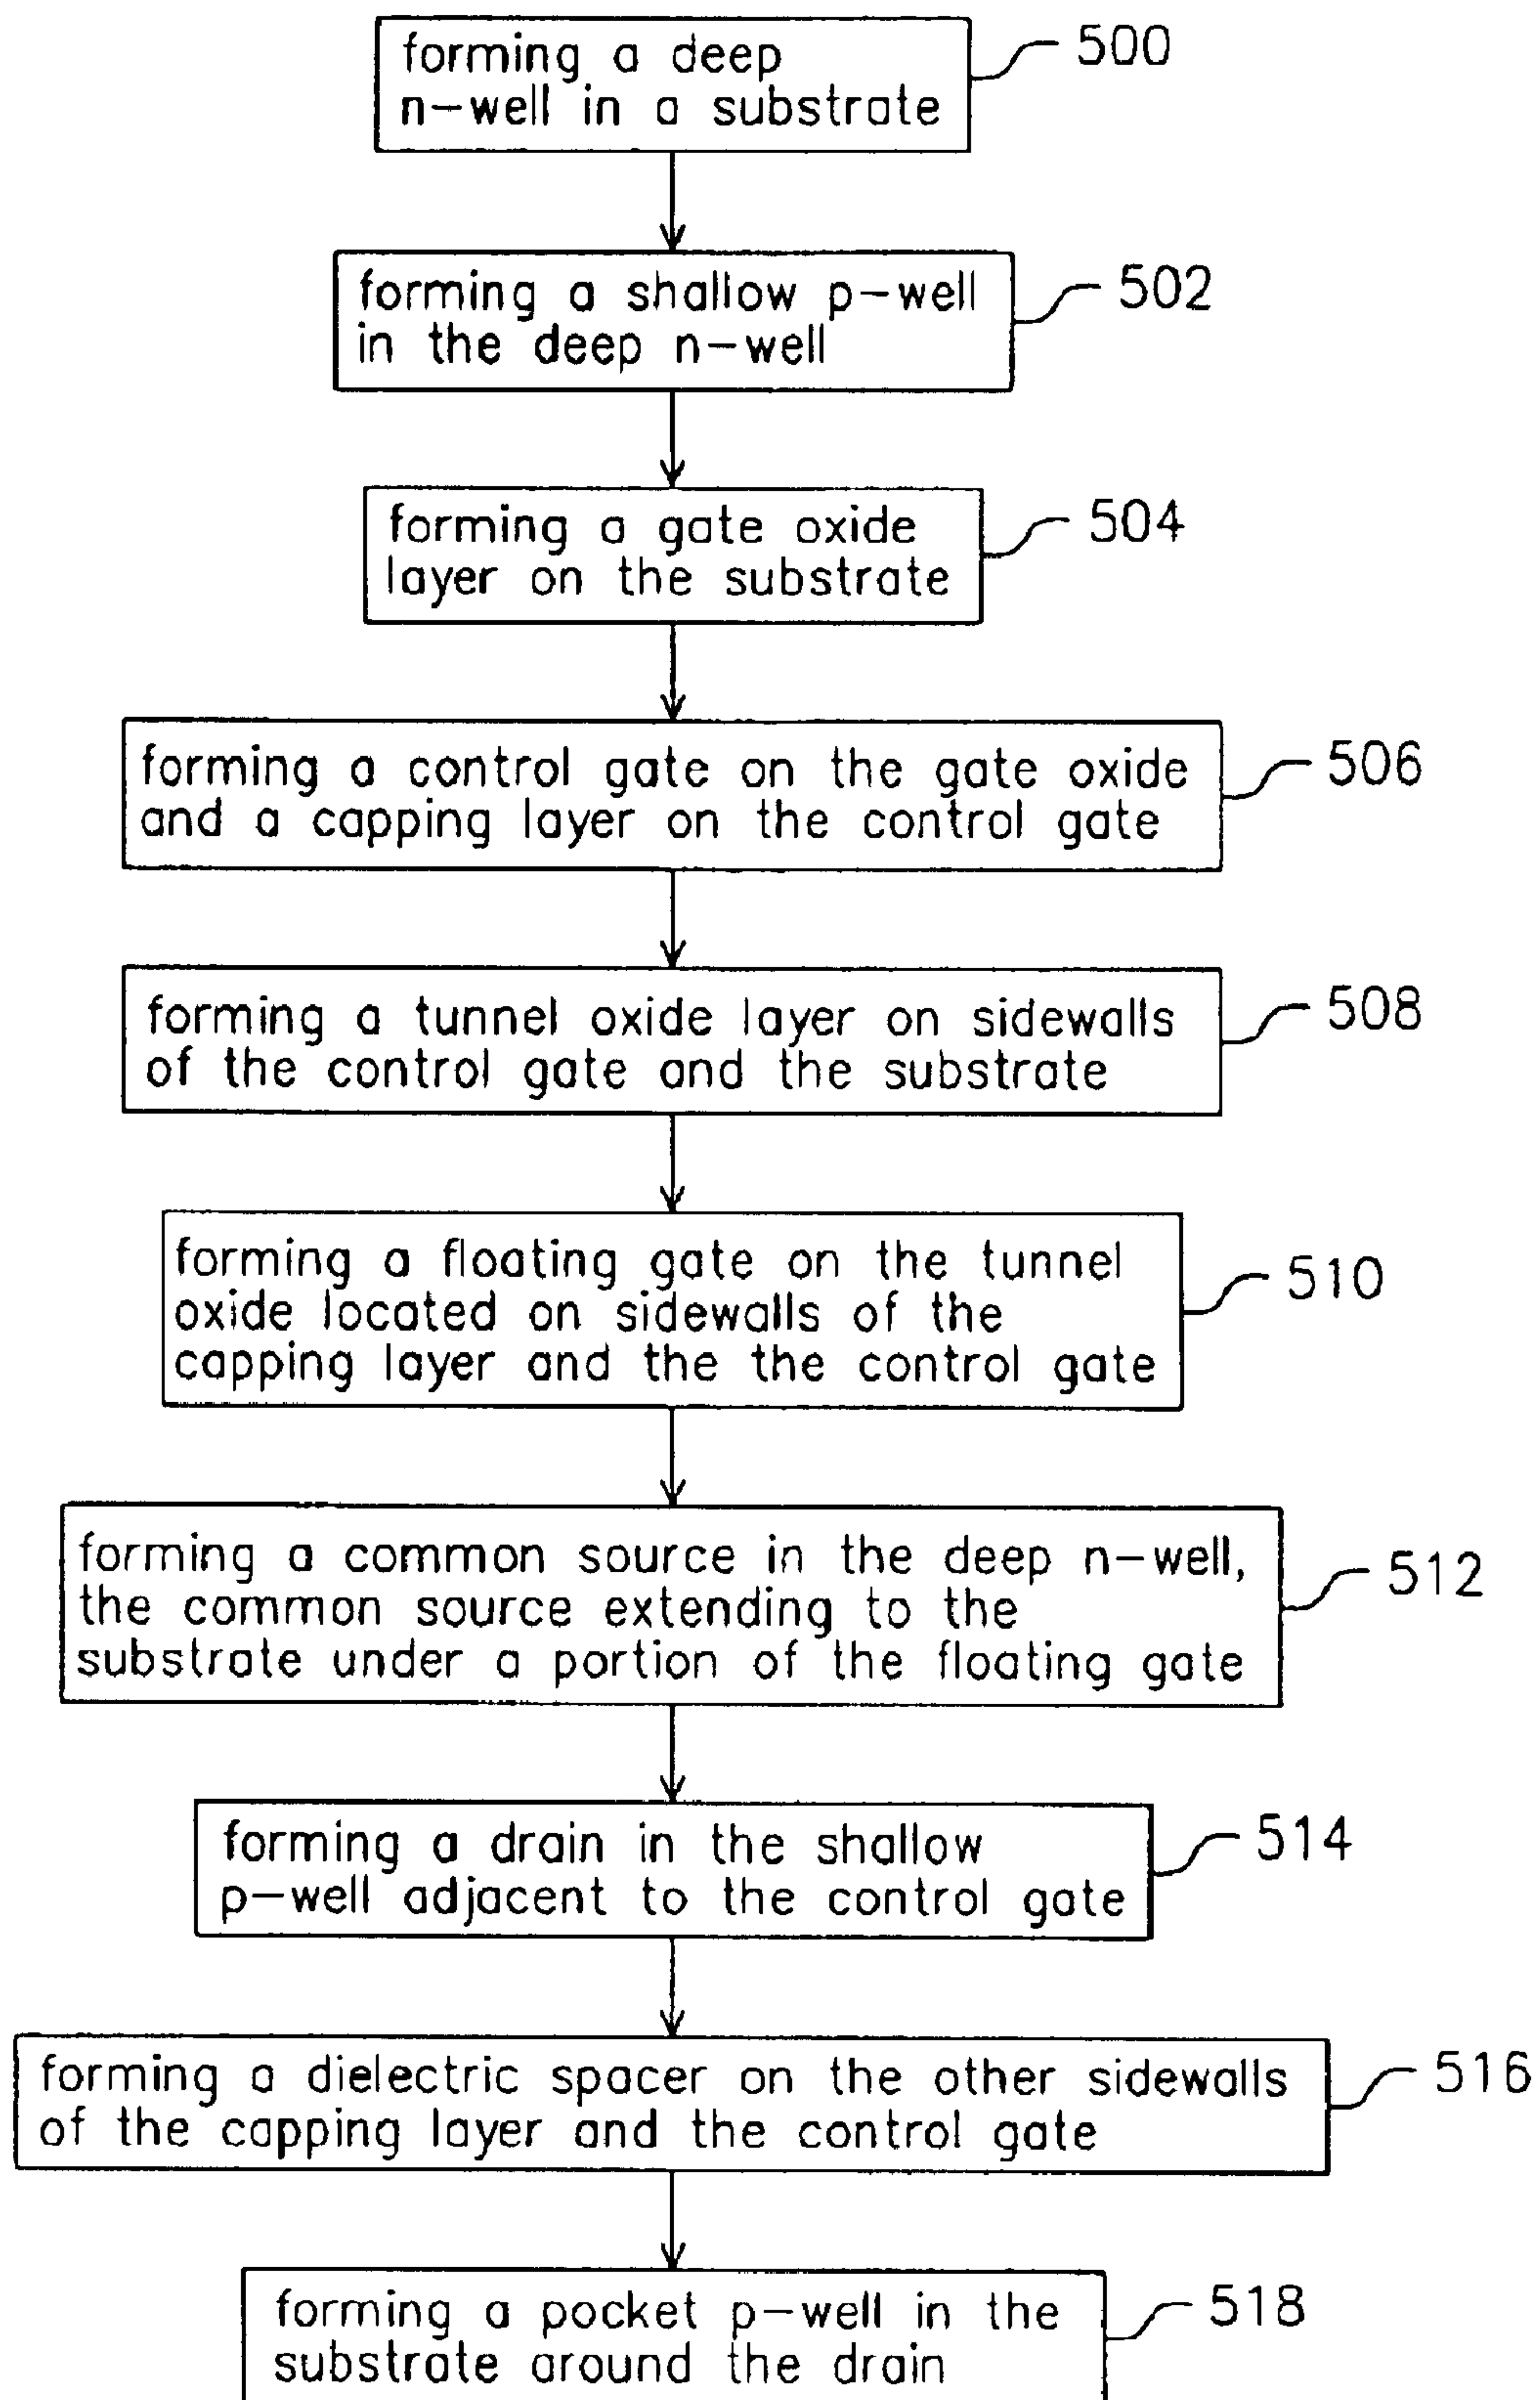 forming a deep
n-well in a substrate
500
forming a shallow p-well
in the deep n-well
502
forming a gate oxide
layer on the substrate
504
forming a control gate on the gate oxide
and a capping layer on the control gate
506
forming a tunnel oxide layer on sidewalls
of the control gate and the substrate
508
forming a floating gate on the tunnel
oxide located on sidewalls of the
capping layer and the the control gate
510
forming a common source in the deep n-well,
the common source extending to the
substrate under a portion of the floating gate
512
forming a drain in the shallow
p-well adjacent to the control gate
514
forming a dielectric spacer on the other sidewalls
of the capping layer and the control gate
516
forming a pocket p-well in the
substrate around the drain
518